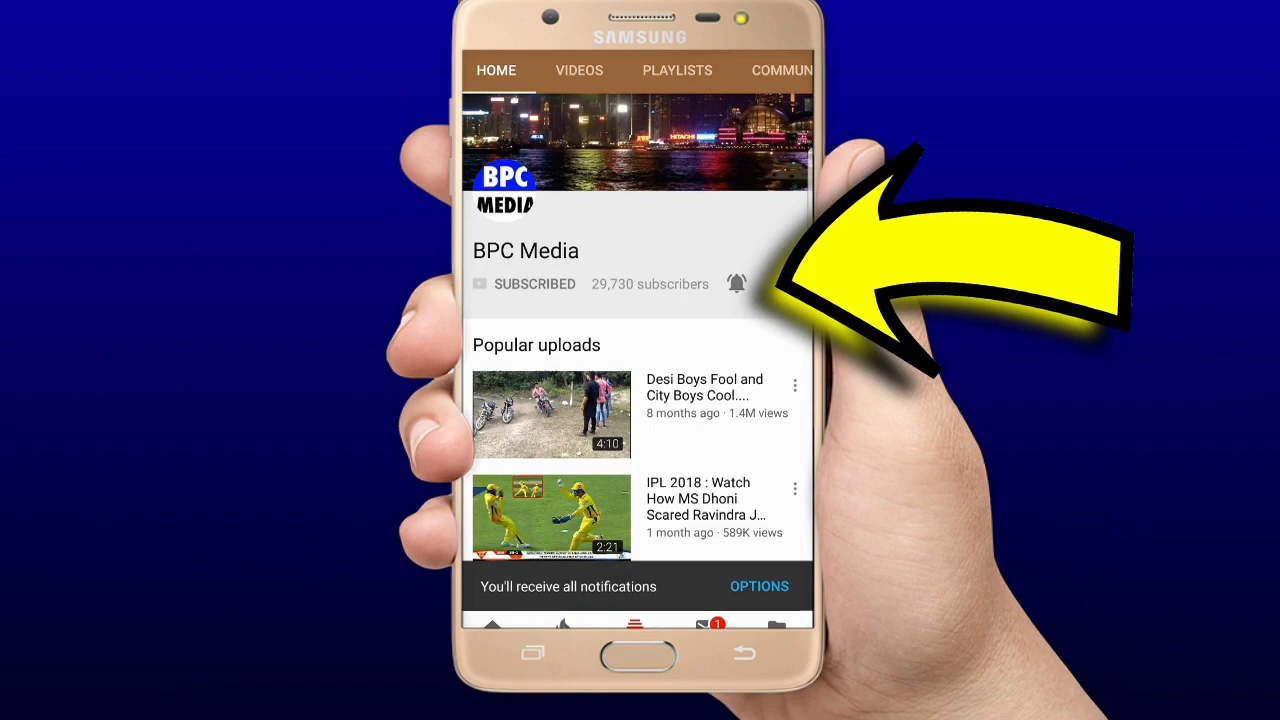 SAMSUNG
HOME VIDEOS PLAYLISTS COMMUN
HITACHI
BPC
MEDIA
BPC Media
SUBSCRIBED 29,730 subscribers
Popular uploads
Desi Boys Fool and
City Boys Cool....
8 months ago · 1.4M views
4:10
IPL 2018 : Watch
How MS Dhoni
Scared Ravindra J...
1 month ago · 589K views
2:21
You'll receive all notifications OPTIONS
1